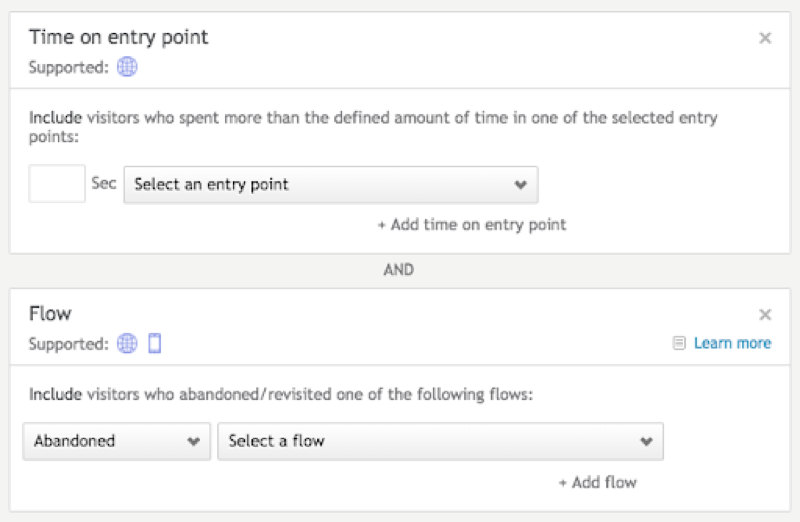 Time on entry point
Supported:
Include visitors who spent more than the defined amount of time in one of the selected entry
points:
Sec Select an entry point
+ Add time on entry point
AND
Flow
Supported:
Learn more
Include visitors who abandoned/revisited one of the following flows:
Abandoned Select a flow
+ Add flow